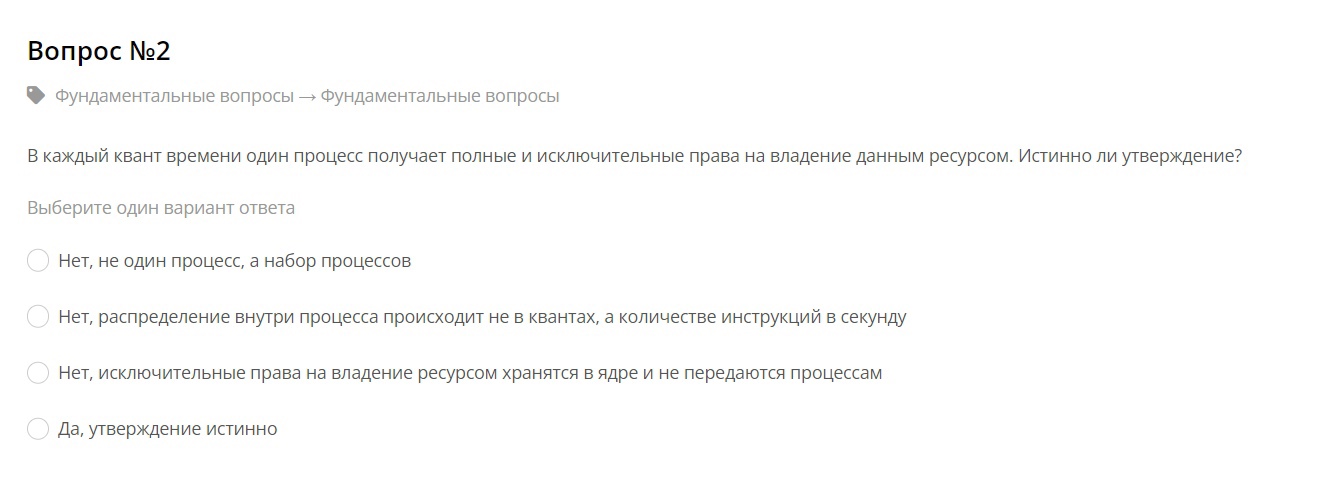 Вопрос №2
Фундаментальные вопросы → Фундаментальные вопросы
В каждый квант времени один процесс получает полные и исключительные права на владение данным ресурсом. Истинно ли утверждение?
Выберите один вариант ответа
Нет, не один процесс, а набор процессов
Нет, распределение внутри процесса происходит не в квантах, а количестве инструкций в секунду
Нет, исключительные права на владение ресурсом хранятся в ядре и не передаются процессам
Да, утверждение истинно